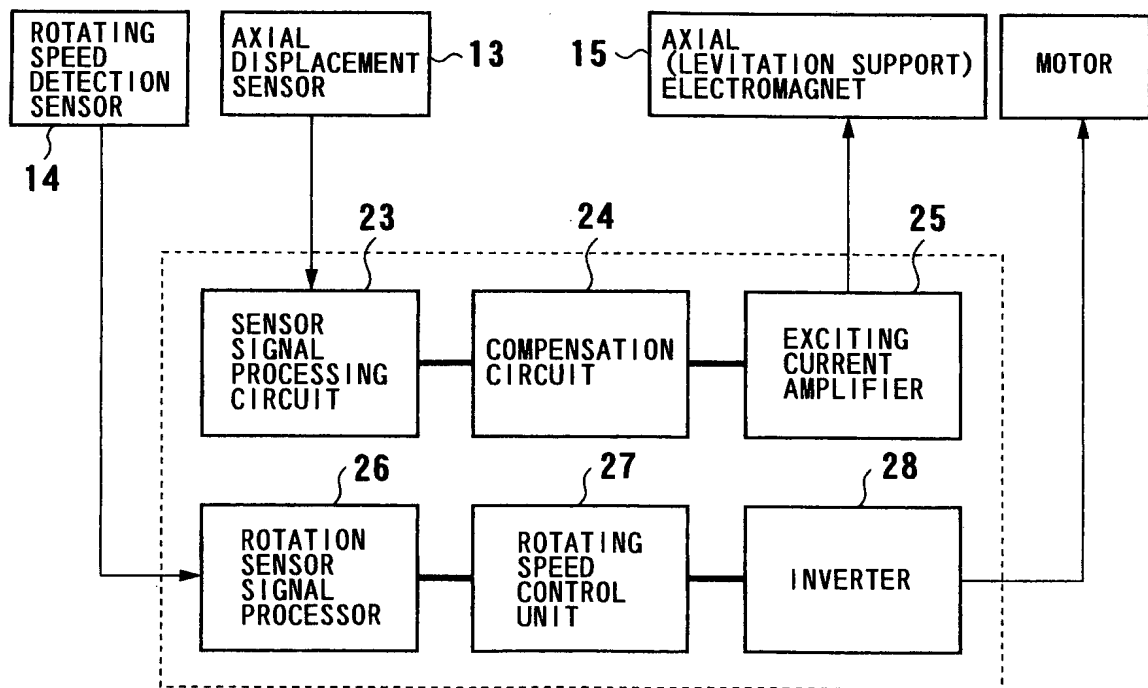 ROTATING
SPEED
DETECTION
SENSOR
14
AXIAL
DISPLACEMENT
SENSOR
13
15
AXIAL
(LEVITATION SUPPORT)
ELECTROMAGNET
MOTOR
23
24
25
SENSOR
SIGNAL
PROCESSING
CIRCUIT
COMPENSATION
CIRCUIT
EXCITING
CURRENT
AMPLIFIER
26
27
28
ROTATION
SENSOR
SIGNAL
PROCESSOR
ROTATING
SPEED
CONTROL
UNIT
INVERTER